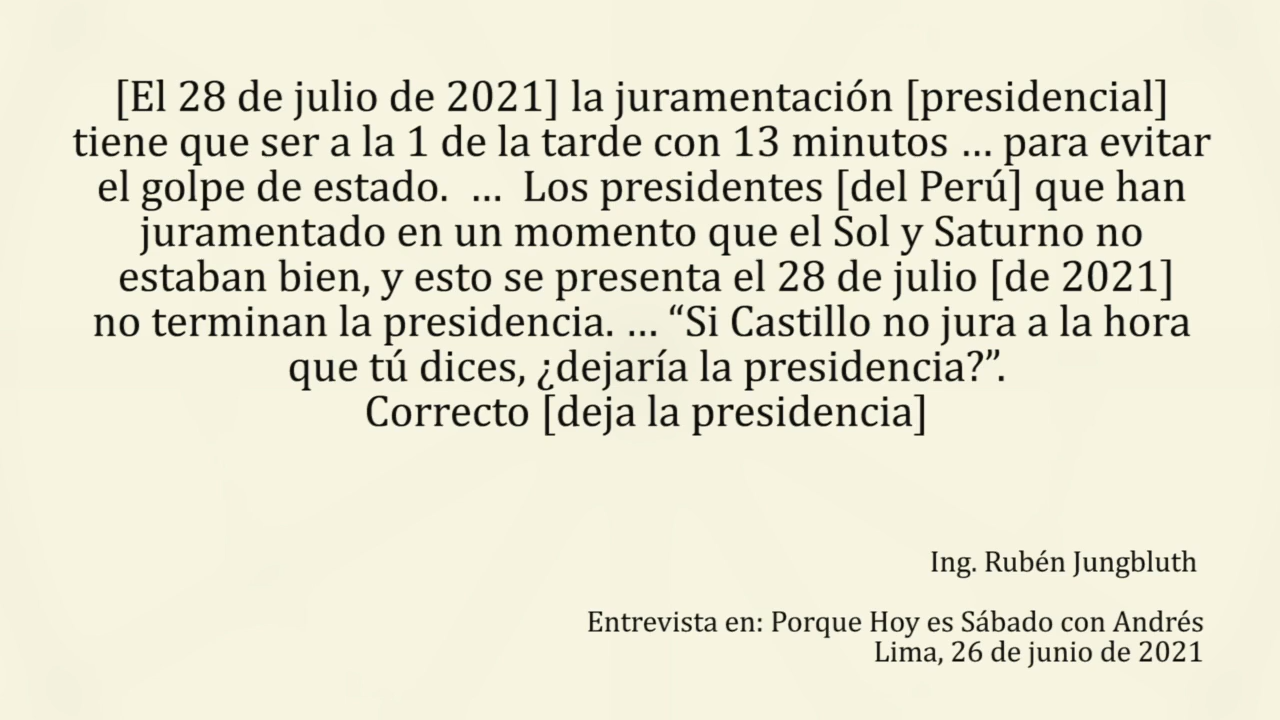 [El 28 de julio de 2021] la juramentación [presidencial]
tiene que ser a la 1 de la tarde con 13 minutos ... para evitar
el golpe de estado.  ...  Los presidentes [del Perú] que han
juramentado en un momento que el Sol y Saturno no
estaban bien, y esto se presenta el 28 de julio [de 2021]
no terminan la presidencia. ... “Si Castillo no jura a la hora
que tú dices, ¿dejaría la presidencia?”.
Correcto [deja la presidencia]
Ing. Rubén Jungbluth
Entrevista en: Porque Hoy es Sábado con Andrés
Lima, 26 de junio de 2021